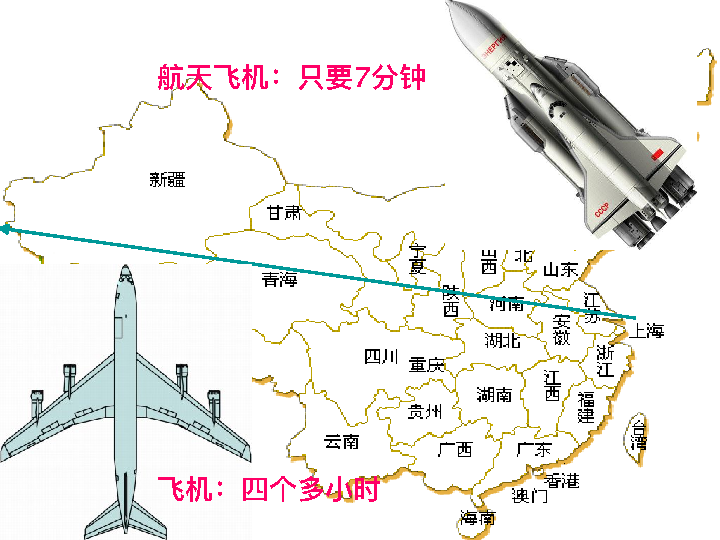 航天飞机：只要7分钟
ЭНЕРГИЯ
СССР
新疆
甘肃
宁夏
青海
山西
山东
陕西
河南
江苏
安徽
上海
湖北
四川
重庆
浙江
湖南
江西
贵州
福建
云南
广西
广东
台湾
飞机：四个多小时
香港
澳门
海南